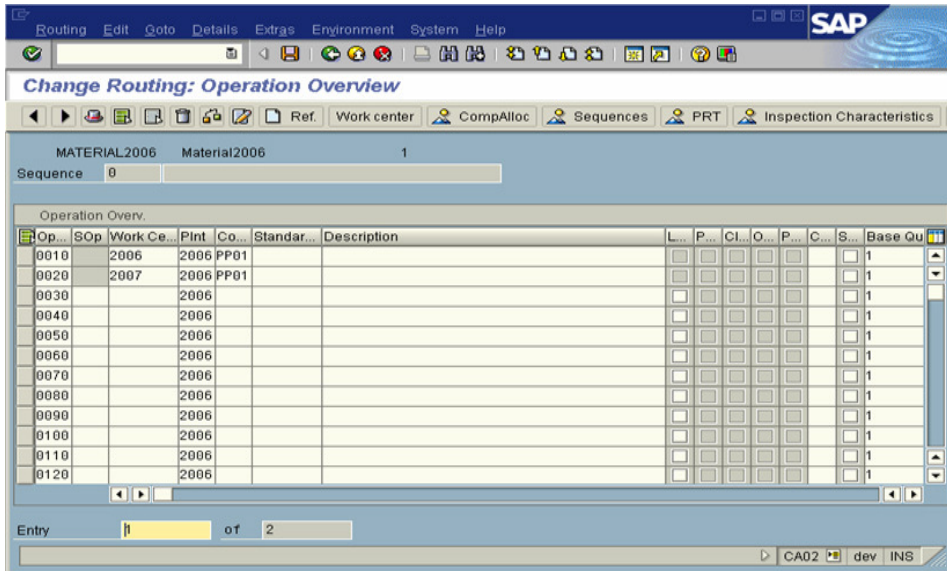 SAP
Routing Edit Goto Details Extras Environment System Help
Change Routing: Operation Overview
Ref. Work center CompAlloc Sequences PRT Inspection Characteristics
MATERIAL2006 Material2006 1
Sequence 0
Operation Overv.
Op... SOp Work Ce... Plnt Co... Standar... Description L... P... Cl... O... P... C... S... Base Qu
0010 2006 2006 PP01 1
0020 2007 2006 PP01 1
0030 2006 1
0040 2006 1
0050 2006 1
0060 2006 1
0070 2006 1
0080 2006 1
0090 2006 1
0100 2006 1
0110 2006 1
0120 2006 1
Entry 1 of 2
CA02 dev INS